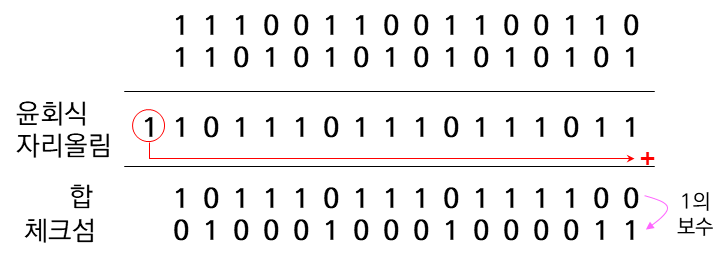 1 1 1 0 0 1 1 0 0 1 1 0 0 1 1 0
1 1 0 1 0 1 0 1 0 1 0 1 0 1 0 1
윤회식
자리올림
1 1 0 1 1 1 0 1 1 1 0 1 1 1 0 1 1
+
합 1 0 1 1 1 0 1 1 1 0 1 1 1 1 0 0
체크섬 0 1 0 0 0 1 0 0 0 1 0 0 0 0 1 1
1의
보수